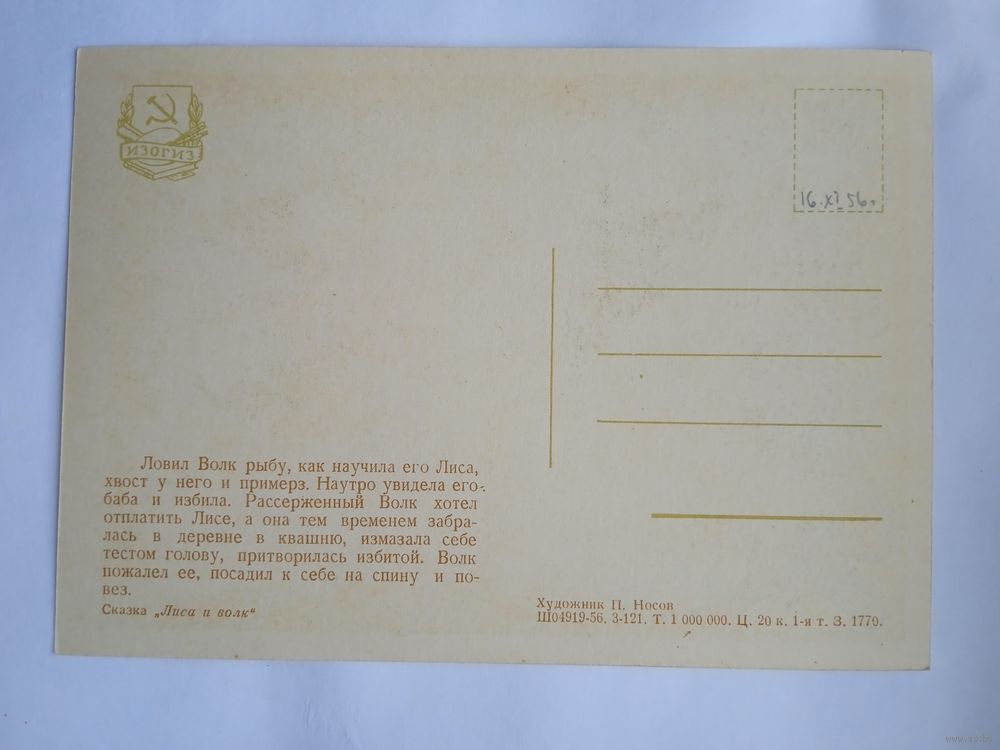 ИЗОГИЗ
16.XI.56.
Ловил Волк рыбу, как научила его Лиса,
хвост у него и примерз. Наутро увидела его
баба и избила. Рассерженный Волк хотел
отплатить Лисе, а она тем временем забра-
лась в деревне в квашню, измазала себе
тестом голову, притворилась избитой. Волк
пожалел ее, посадил к себе на спину и по-
вез.
Сказка „Лиса и волк“
Художник П. Носов
Ш04919-56. 3-121. Т. 1 000 000. Ц. 20 к. 1-я т. З. 1770.